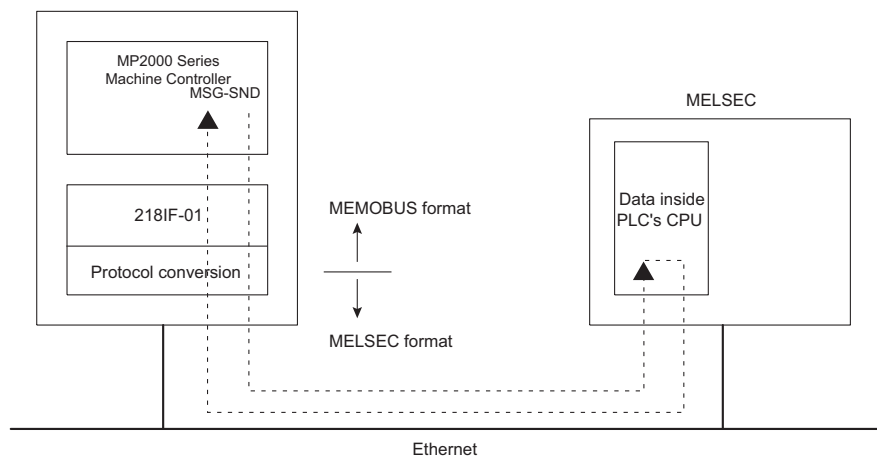 MP2000 Series
Machine Controller
MSG-SND
218IF-01
Protocol conversion
MEMOBUS format
MELSEC format
MELSEC
Data inside
PLC's CPU
Ethernet